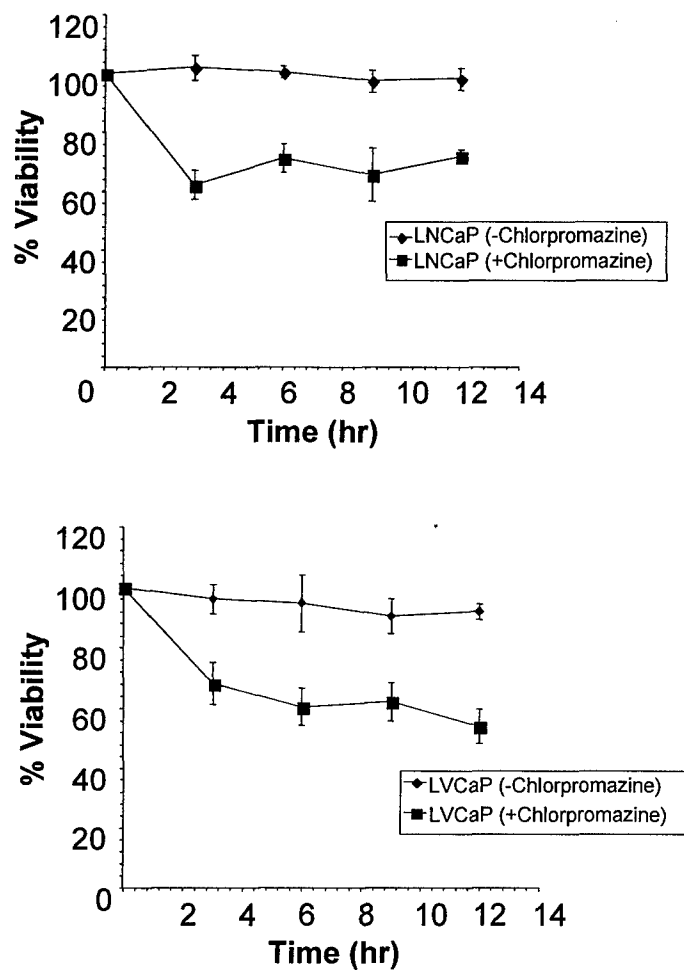 120
100
80
60
40
20
0
% Viability
LNCaP (-Chlorpromazine)
LNCaP (+Chlorpromazine)
2 4 6 8 10 12 14
Time (hr)
120
100
80
60
40
20
0
% Viability
LVCaP (-Chlorpromazine)
LVCaP (+Chlorpromazine)
2 4 6 8 10 12 14
Time (hr)